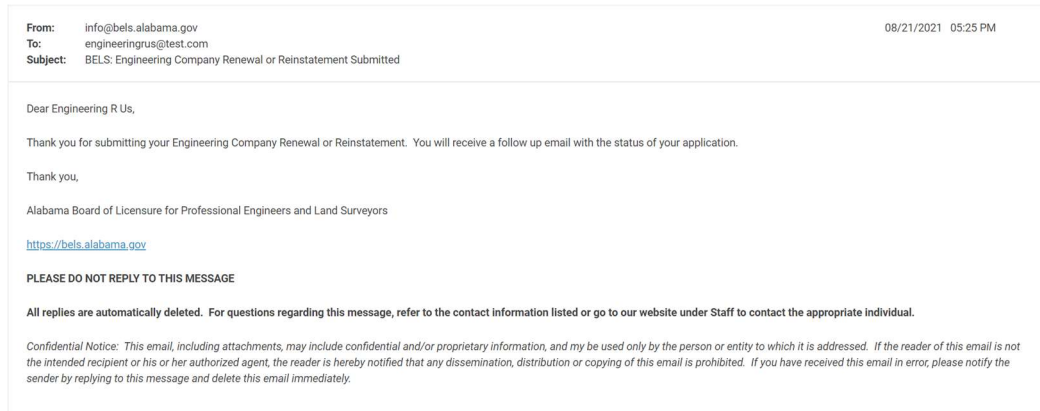 From: info@bels.alabama.gov 08/21/2021 05:25 PM
To: engineeringrus@test.com
Subject: BELS: Engineering Company Renewal or Reinstatement Submitted
Dear Engineering R Us,
Thank you for submitting your Engineering Company Renewal or Reinstatement. You will receive a follow up email with the status of your application.
Thank you,
Alabama Board of Licensure for Professional Engineers and Land Surveyors
https://bels.alabama.gov
PLEASE DO NOT REPLY TO THIS MESSAGE
All replies are automatically deleted. For questions regarding this message, refer to the contact information listed or go to our website under Staff to contact the appropriate individual.
Confidential Notice: This email, including attachments, may include confidential and/or proprietary information, and my be used only by the person or entity to which it is addressed. If the reader of this email is not
the intended recipient or his or her authorized agent, the reader is hereby notified that any dissemination, distribution or copying of this email is prohibited. If you have received this email in error, please notify the
sender by replying to this message and delete this email immediately.